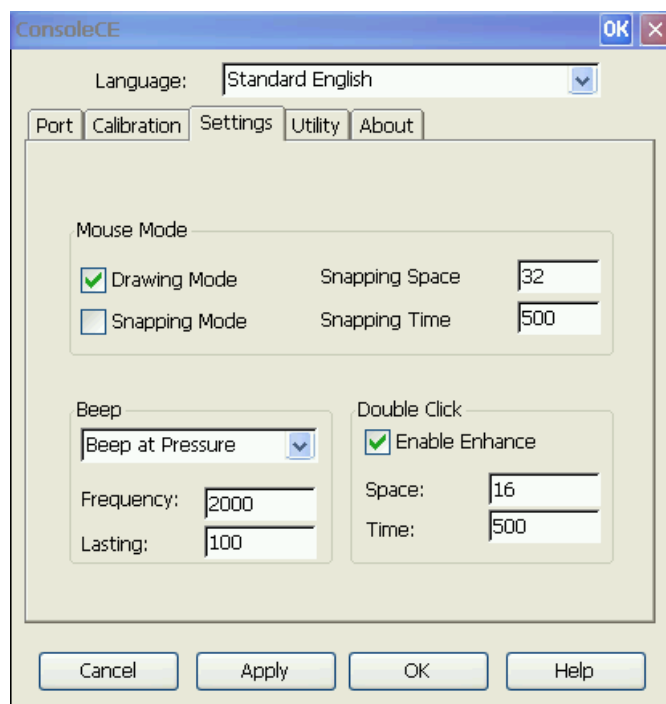 ConsoleCE OK
Language: Standard English
Port Calibration Settings Utility About
Mouse Mode
Drawing Mode Snapping Space 32
Snapping Mode Snapping Time 500
Beep Double Click
Beep at Pressure Enable Enhance
Frequency: 2000 Space: 16
Lasting: 100 Time: 500
Cancel Apply OK Help